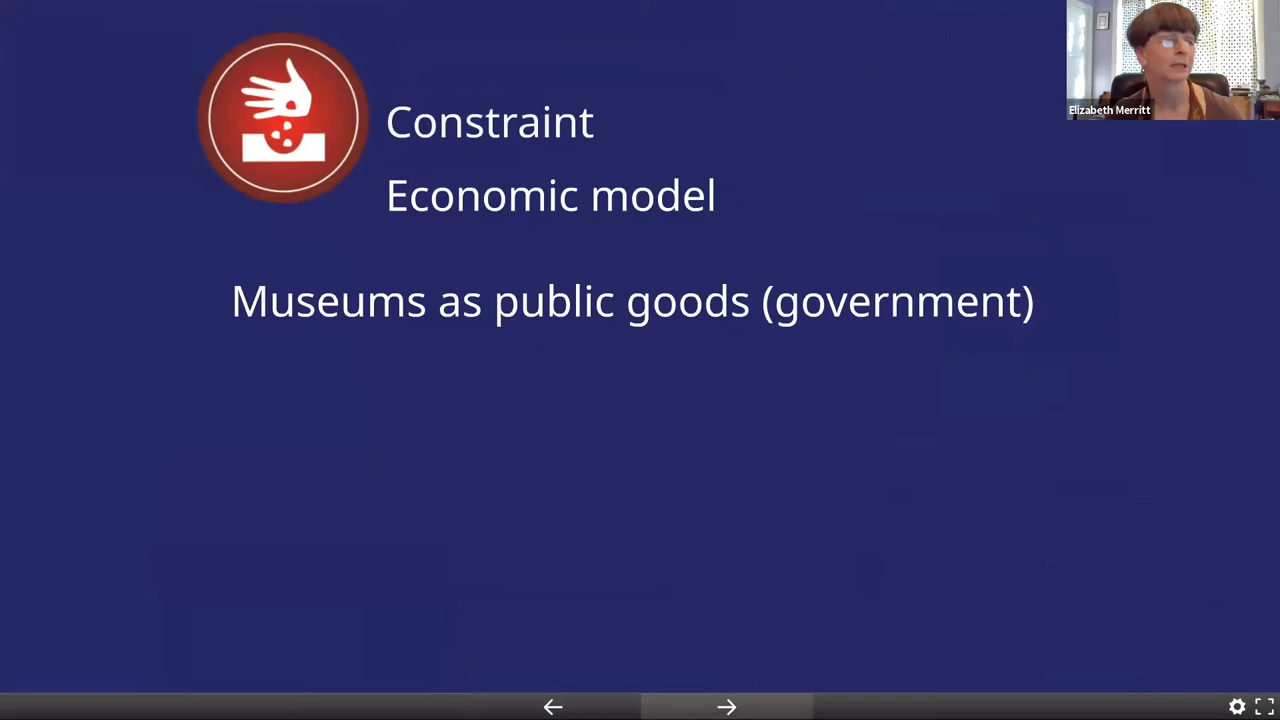 Elizabeth Merritt
Constraint
Economic model
Museums as public goods (government)